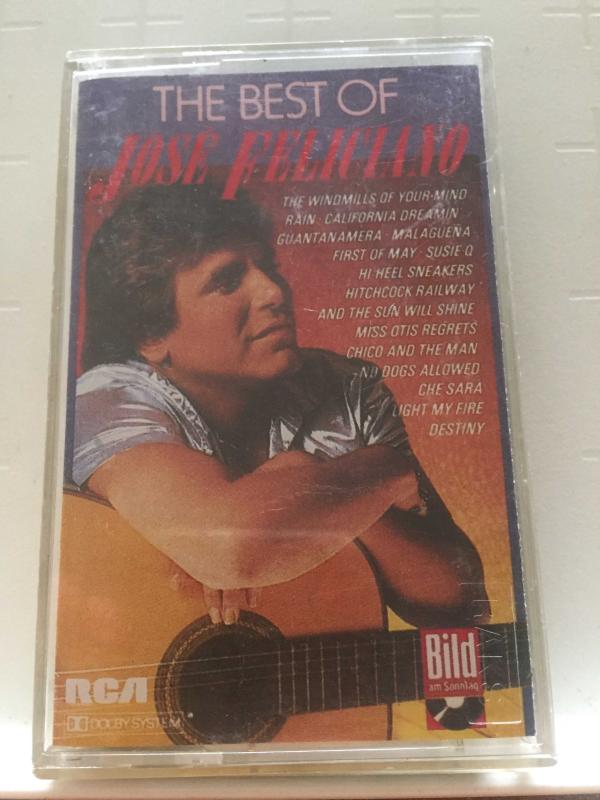 THE BEST OF
JOSÉ FELICIANO
THE WINDMILLS OF YOUR MIND
RAIN · CALIFORNIA DREAMIN
GUANTANAMERA · MALAGUEÑA
FIRST OF MAY · SUSIE Q
HI HEEL SNEAKERS
HITCHCOCK RAILWAY
AND THE SUN WILL SHINE
MISS OTIS REGRETS
CHICO AND THE MAN
NO DOGS ALLOWED
CHE SARA
LIGHT MY FIRE
DESTINY
Bild
am Sonntag
RCA
DOLBY SYSTEM